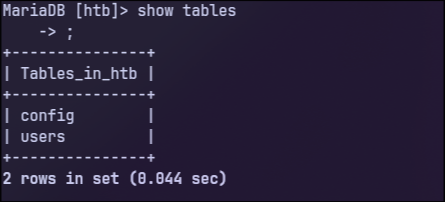 MariaDB [htb]> show tables
    -> ;
+---------------+
| Tables_in_htb |
+---------------+
| config        |
| users         |
+---------------+
2 rows in set (0.044 sec)